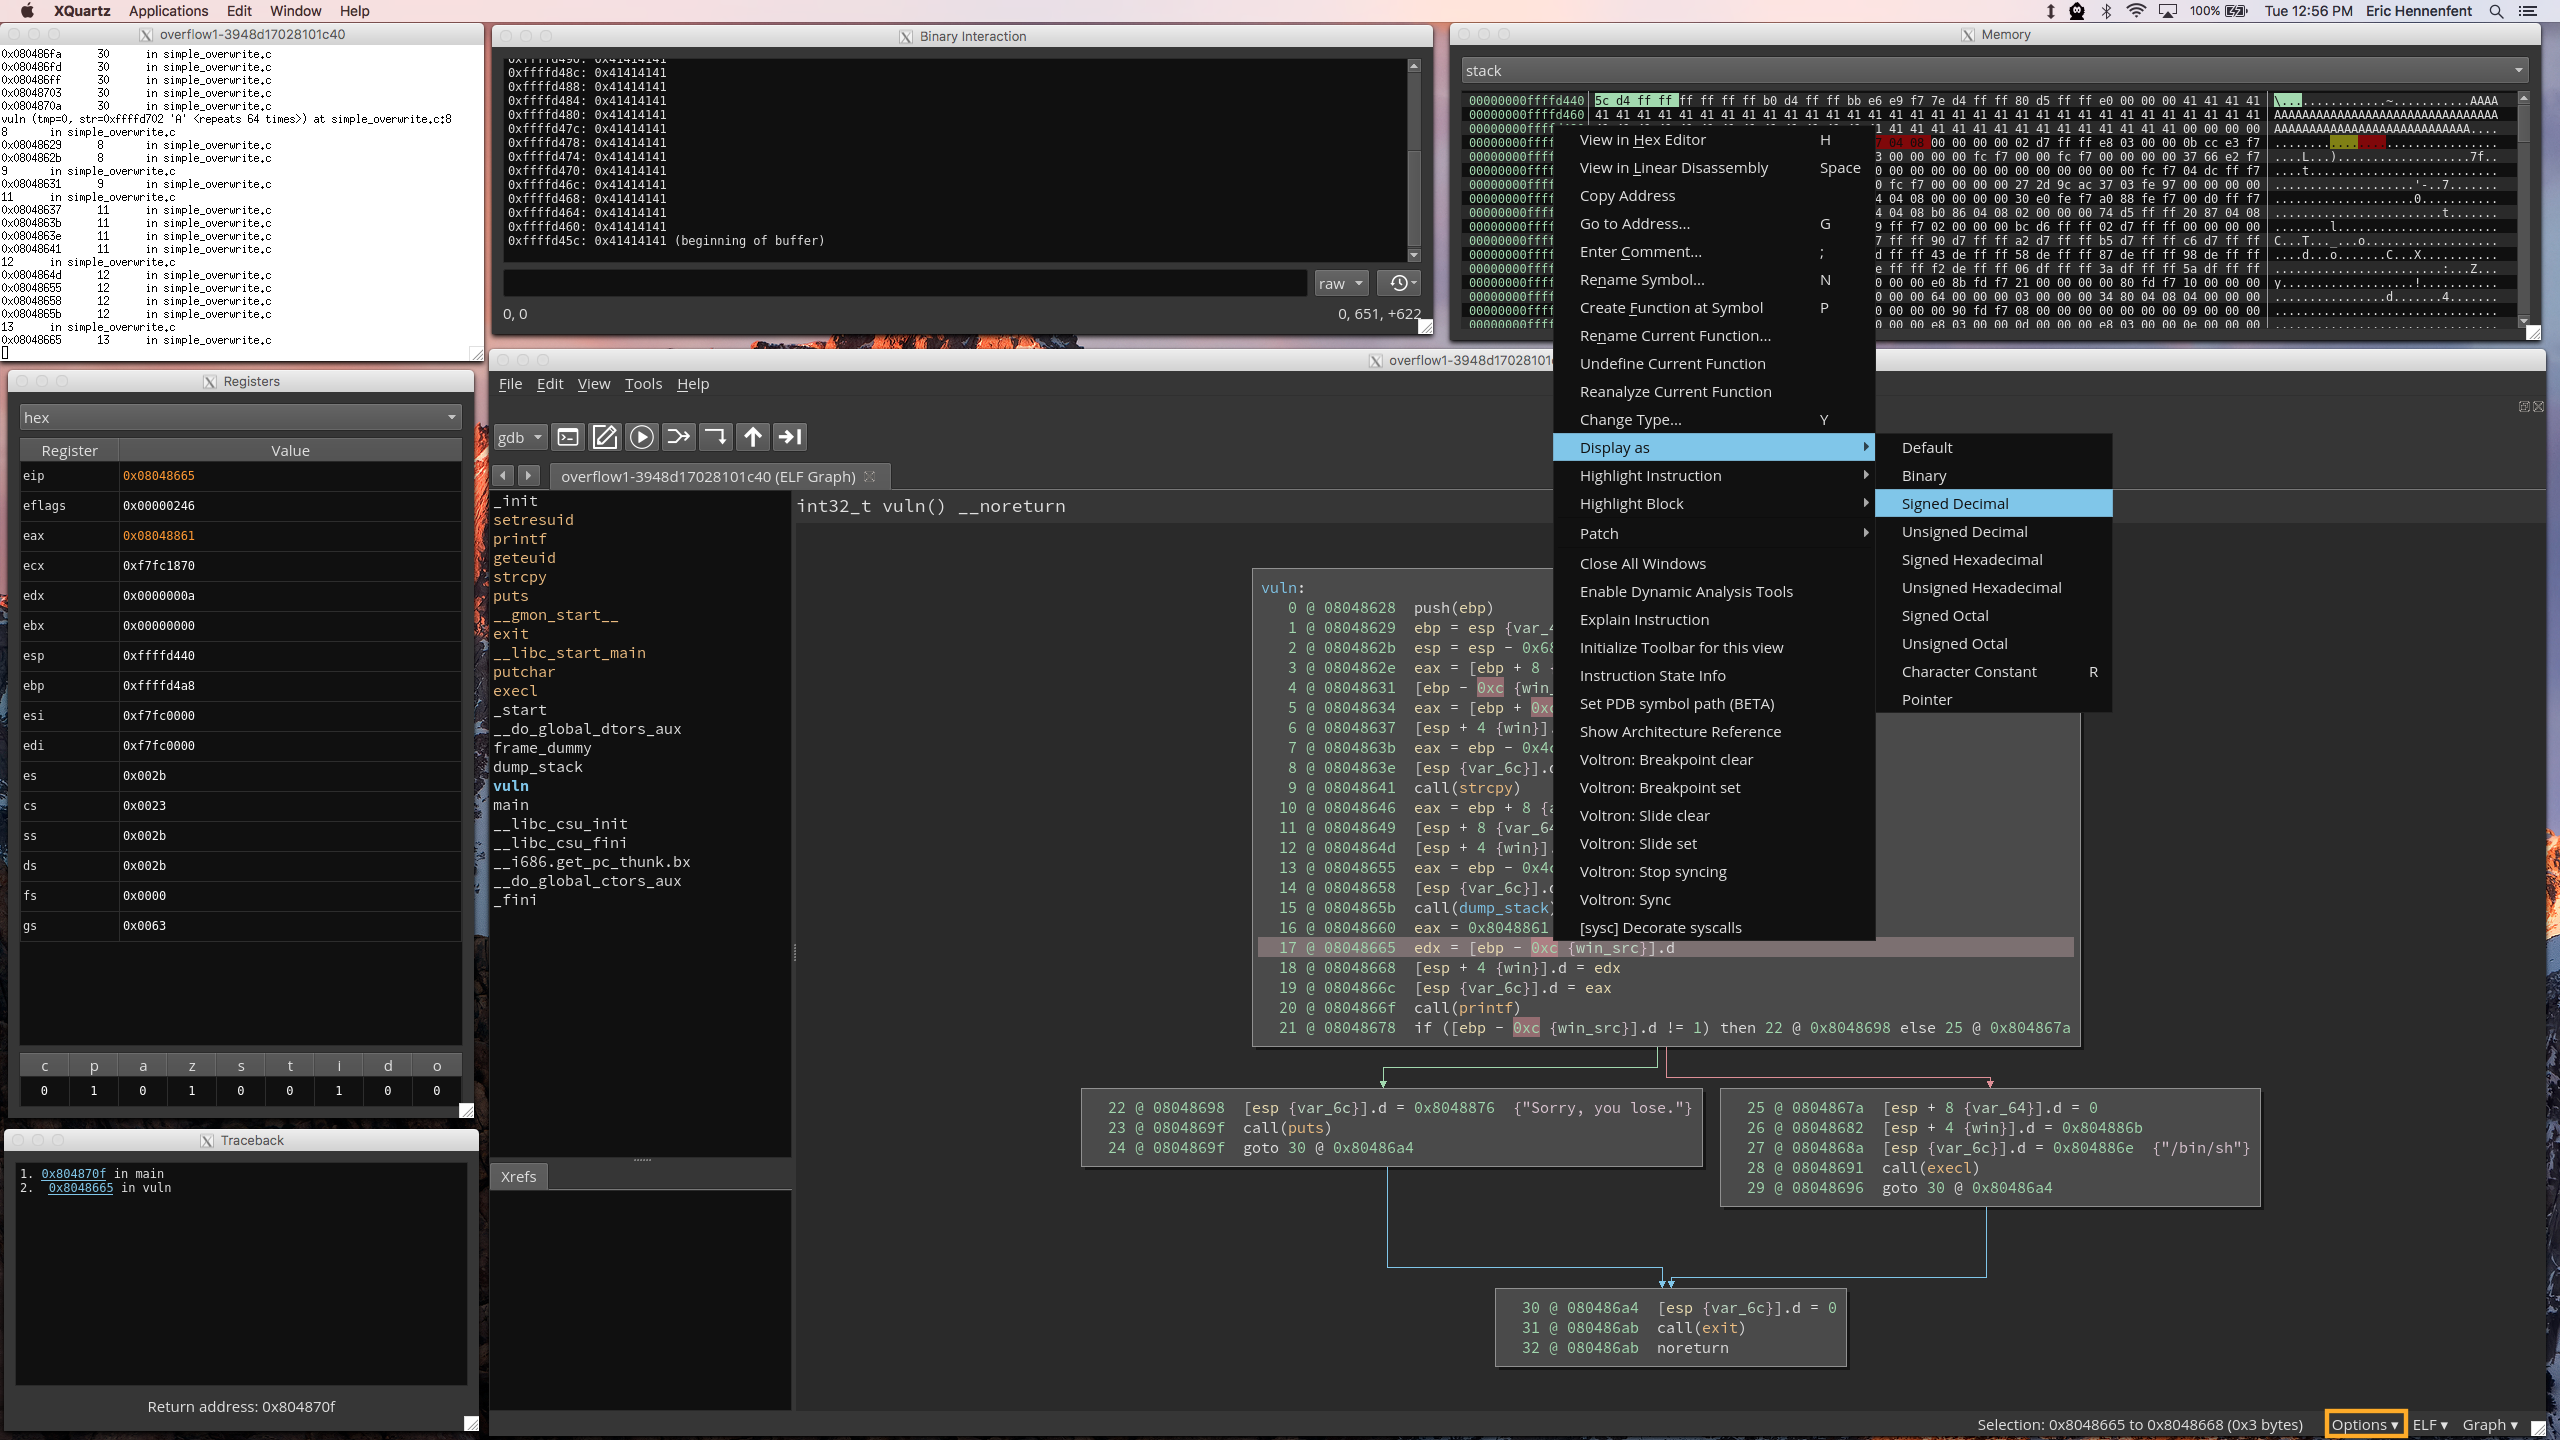 XQuartz Applications Edit Window Help
100% Tue 12:56 PM Eric Hennenfent
overflow1-3948d17028101c40
0x080486fa 30 in simple_overwrite.c
0x080486fd 30 in simple_overwrite.c
0x080486ff 30 in simple_overwrite.c
0x08048703 30 in simple_overwrite.c
0x0804870a 30 in simple_overwrite.c
vuln (tmp=0, str=0xffffd702 'A' <repeats 64 times>) at simple_overwrite.c:8
8 in simple_overwrite.c
0x08048629 8 in simple_overwrite.c
0x0804862b 8 in simple_overwrite.c
9 in simple_overwrite.c
0x08048631 9 in simple_overwrite.c
11 in simple_overwrite.c
0x08048637 11 in simple_overwrite.c
0x0804863b 11 in simple_overwrite.c
0x0804863e 11 in simple_overwrite.c
0x08048641 11 in simple_overwrite.c
12 in simple_overwrite.c
0x0804864d 12 in simple_overwrite.c
0x08048655 12 in simple_overwrite.c
0x08048658 12 in simple_overwrite.c
0x0804865b 12 in simple_overwrite.c
13 in simple_overwrite.c
0x08048665 13 in simple_overwrite.c
Binary Interaction
0xffffd48c: 0x41414141
0xffffd488: 0x41414141
0xffffd484: 0x41414141
0xffffd480: 0x41414141
0xffffd47c: 0x41414141
0xffffd478: 0x41414141
0xffffd474: 0x41414141
0xffffd470: 0x41414141
0xffffd46c: 0x41414141
0xffffd468: 0x41414141
0xffffd464: 0x41414141
0xffffd460: 0x41414141
0xffffd45c: 0x41414141 (beginning of buffer)
raw
0, 0
0, 651, +622
Memory
stack
00000000ffffd440 5c d4 ff ff ff ff ff ff b0 d4 ff ff bb e6 e9 f7 7e d4 ff ff 80 d5 ff ff e0 00 00 00 41 41 41 41 \...............~...........AAAA
00000000ffffd460 41 41 41 41 41 41 41 41 41 41 41 41 41 41 41 41 41 41 41 41 41 41 41 41 41 41 41 41 41 41 41 41 AAAAAAAAAAAAAAAAAAAAAAAAAAAAAAAA
Registers
hex
Register Value
eip 0x08048665
eflags 0x00000246
eax 0x08048861
ecx 0xf7fc1870
edx 0x0000000a
ebx 0x00000000
esp 0xffffd440
ebp 0xffffd4a8
esi 0xf7fc0000
edi 0xf7fc0000
es 0x002b
cs 0x0023
ss 0x002b
ds 0x002b
fs 0x0000
gs 0x0063
c p a z s t i d o
0 1 0 1 0 0 1 0 0
Traceback
1. 0x804870f in main
2. 0x8048665 in vuln
Return address: 0x804870f
overflow1-3948d17028101
File Edit View Tools Help
gdb
overflow1-3948d17028101c40 (ELF Graph)
_init
setresuid
printf
geteuid
strcpy
puts
__gmon_start__
exit
__libc_start_main
putchar
execl
_start
__do_global_dtors_aux
frame_dummy
dump_stack
vuln
main
__libc_csu_init
__libc_csu_fini
__i686.get_pc_thunk.bx
__do_global_ctors_aux
_fini
Xrefs
int32_t vuln() __noreturn
vuln:
0 @ 08048628 push(ebp)
1 @ 08048629 ebp = esp {var_4
2 @ 0804862b esp = esp - 0x68
3 @ 0804862e eax = [ebp + 8
4 @ 08048631 [ebp - 0xc {win_
5 @ 08048634 eax = [ebp + 0xc
6 @ 08048637 [esp + 4 {win}].
7 @ 0804863b eax = ebp - 0x4c
8 @ 0804863e [esp {var_6c}].d
9 @ 08048641 call(strcpy)
10 @ 08048646 eax = ebp + 8 {a
11 @ 08048649 [esp + 8 {var_64
12 @ 0804864d [esp + 4 {win}].
13 @ 08048655 eax = ebp - 0x4c
14 @ 08048658 [esp {var_6c}].d
15 @ 0804865b call(dump_stack)
16 @ 08048660 eax = 0x8048861
17 @ 08048665 edx = [ebp - 0xc {win_src}].d
18 @ 08048668 [esp + 4 {win}].d = edx
19 @ 0804866c [esp {var_6c}].d = eax
20 @ 0804866f call(printf)
21 @ 08048678 if ([ebp - 0xc {win_src}].d != 1) then 22 @ 0x8048698 else 25 @ 0x804867a
22 @ 08048698 [esp {var_6c}].d = 0x8048876 {"Sorry, you lose."}
23 @ 0804869f call(puts)
24 @ 0804869f goto 30 @ 0x80486a4
25 @ 0804867a [esp + 8 {var_64}].d = 0
26 @ 08048682 [esp + 4 {win}].d = 0x804886b
27 @ 0804868a [esp {var_6c}].d = 0x804886e {"/bin/sh"}
28 @ 08048691 call(execl)
29 @ 08048696 goto 30 @ 0x80486a4
30 @ 080486a4 [esp {var_6c}].d = 0
31 @ 080486ab call(exit)
32 @ 080486ab noreturn
View in Hex Editor H
View in Linear Disassembly Space
Copy Address
Go to Address... G
Enter Comment... ;
Rename Symbol... N
Create Function at Symbol P
Rename Current Function...
Undefine Current Function
Reanalyze Current Function
Change Type... Y
Display as
Highlight Instruction
Highlight Block
Patch
Close All Windows
Enable Dynamic Analysis Tools
Explain Instruction
Initialize Toolbar for this view
Instruction State Info
Set PDB symbol path (BETA)
Show Architecture Reference
Voltron: Breakpoint clear
Voltron: Breakpoint set
Voltron: Slide clear
Voltron: Slide set
Voltron: Stop syncing
Voltron: Sync
[sysc] Decorate syscalls
Default
Binary
Signed Decimal
Unsigned Decimal
Signed Hexadecimal
Unsigned Hexadecimal
Signed Octal
Unsigned Octal
Character Constant R
Pointer
Selection: 0x8048665 to 0x8048668 (0x3 bytes) Options ▾ ELF ▾ Graph ▾